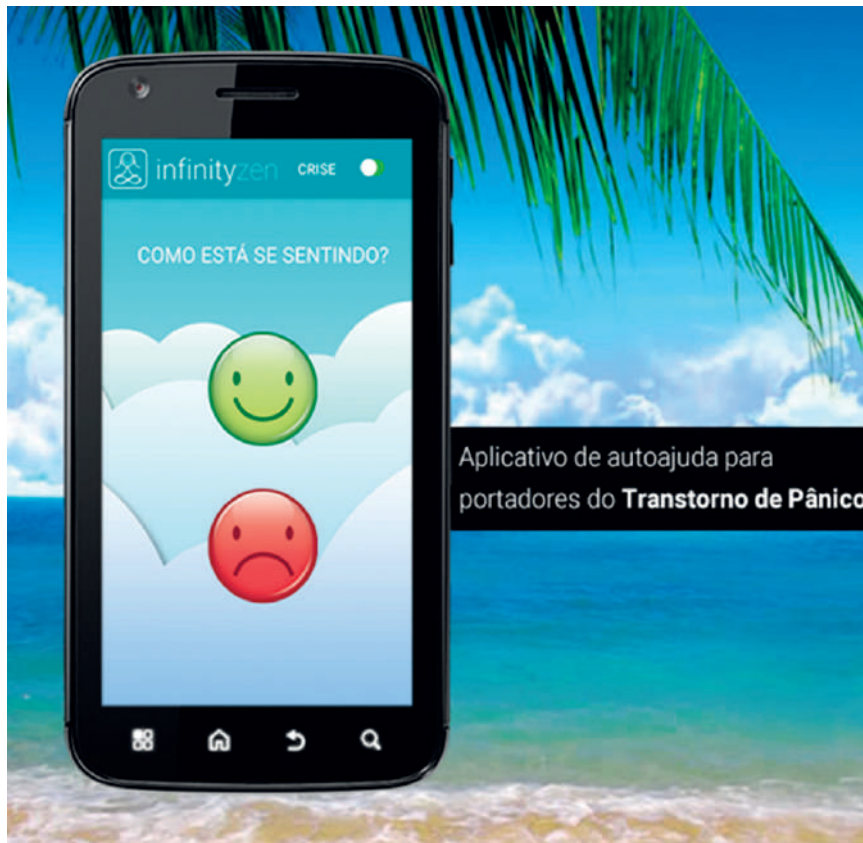 infinityzen CRISE
COMO ESTÁ SE SENTINDO?
Aplicativo de autoajuda para
portadores do Transtorno de Pânico